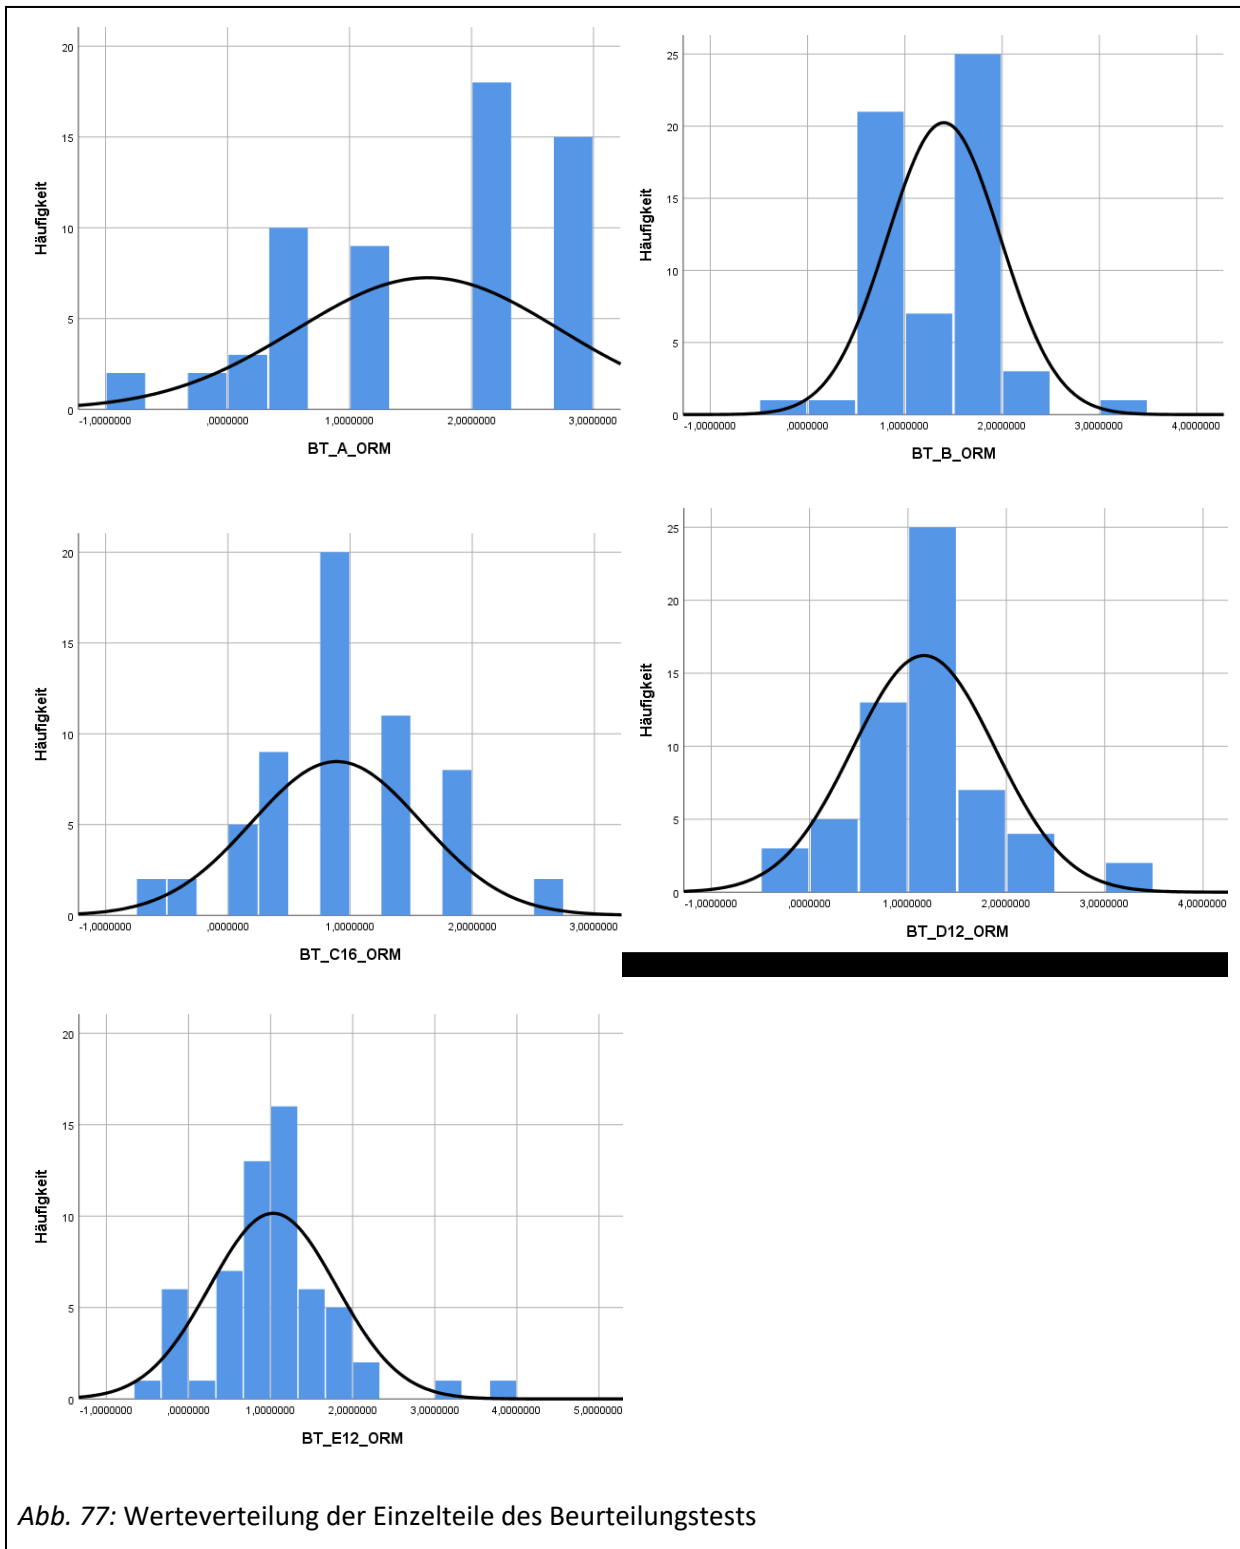 20
15
10
5
0
Häufigkeit
-1,0000000 ,0000000 1,0000000 2,0000000 3,0000000
BT_A_ORM
25
20
15
10
5
0
Häufigkeit
-1,0000000 ,0000000 1,0000000 2,0000000 3,0000000 4,0000000
BT_B_ORM
20
15
10
5
0
Häufigkeit
-1,0000000 ,0000000 1,0000000 2,0000000 3,0000000
BT_C16_ORM
25
20
15
10
5
0
Häufigkeit
-1,0000000 ,0000000 1,0000000 2,0000000 3,0000000 4,0000000
BT_D12_ORM
20
15
10
5
0
Häufigkeit
-1,0000000 ,0000000 1,0000000 2,0000000 3,0000000 4,0000000 5,0000000
BT_E12_ORM
Abb. 77: Werteverteilung der Einzelteile des Beurteilungstests